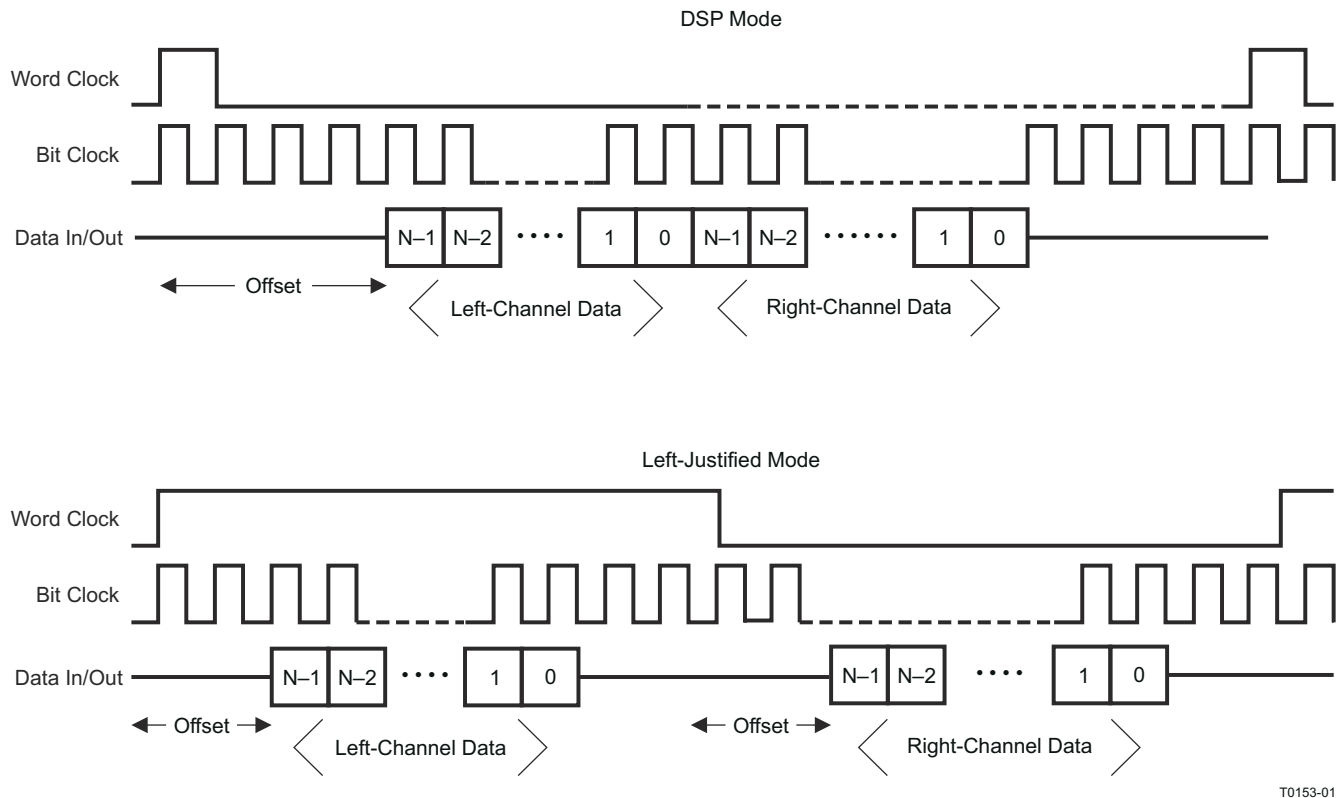 DSP Mode
Word Clock
Bit Clock
Data In/Out
N–1 N–2 •••• 1 0 N–1 N–2 •••••• 1 0
Offset
Left-Channel Data
Right-Channel Data
Left-Justified Mode
Word Clock
Bit Clock
Data In/Out
N–1 N–2 •••• 1 0 N–1 N–2 •••• 1 0
Offset
Offset
Left-Channel Data
Right-Channel Data
T0153-01